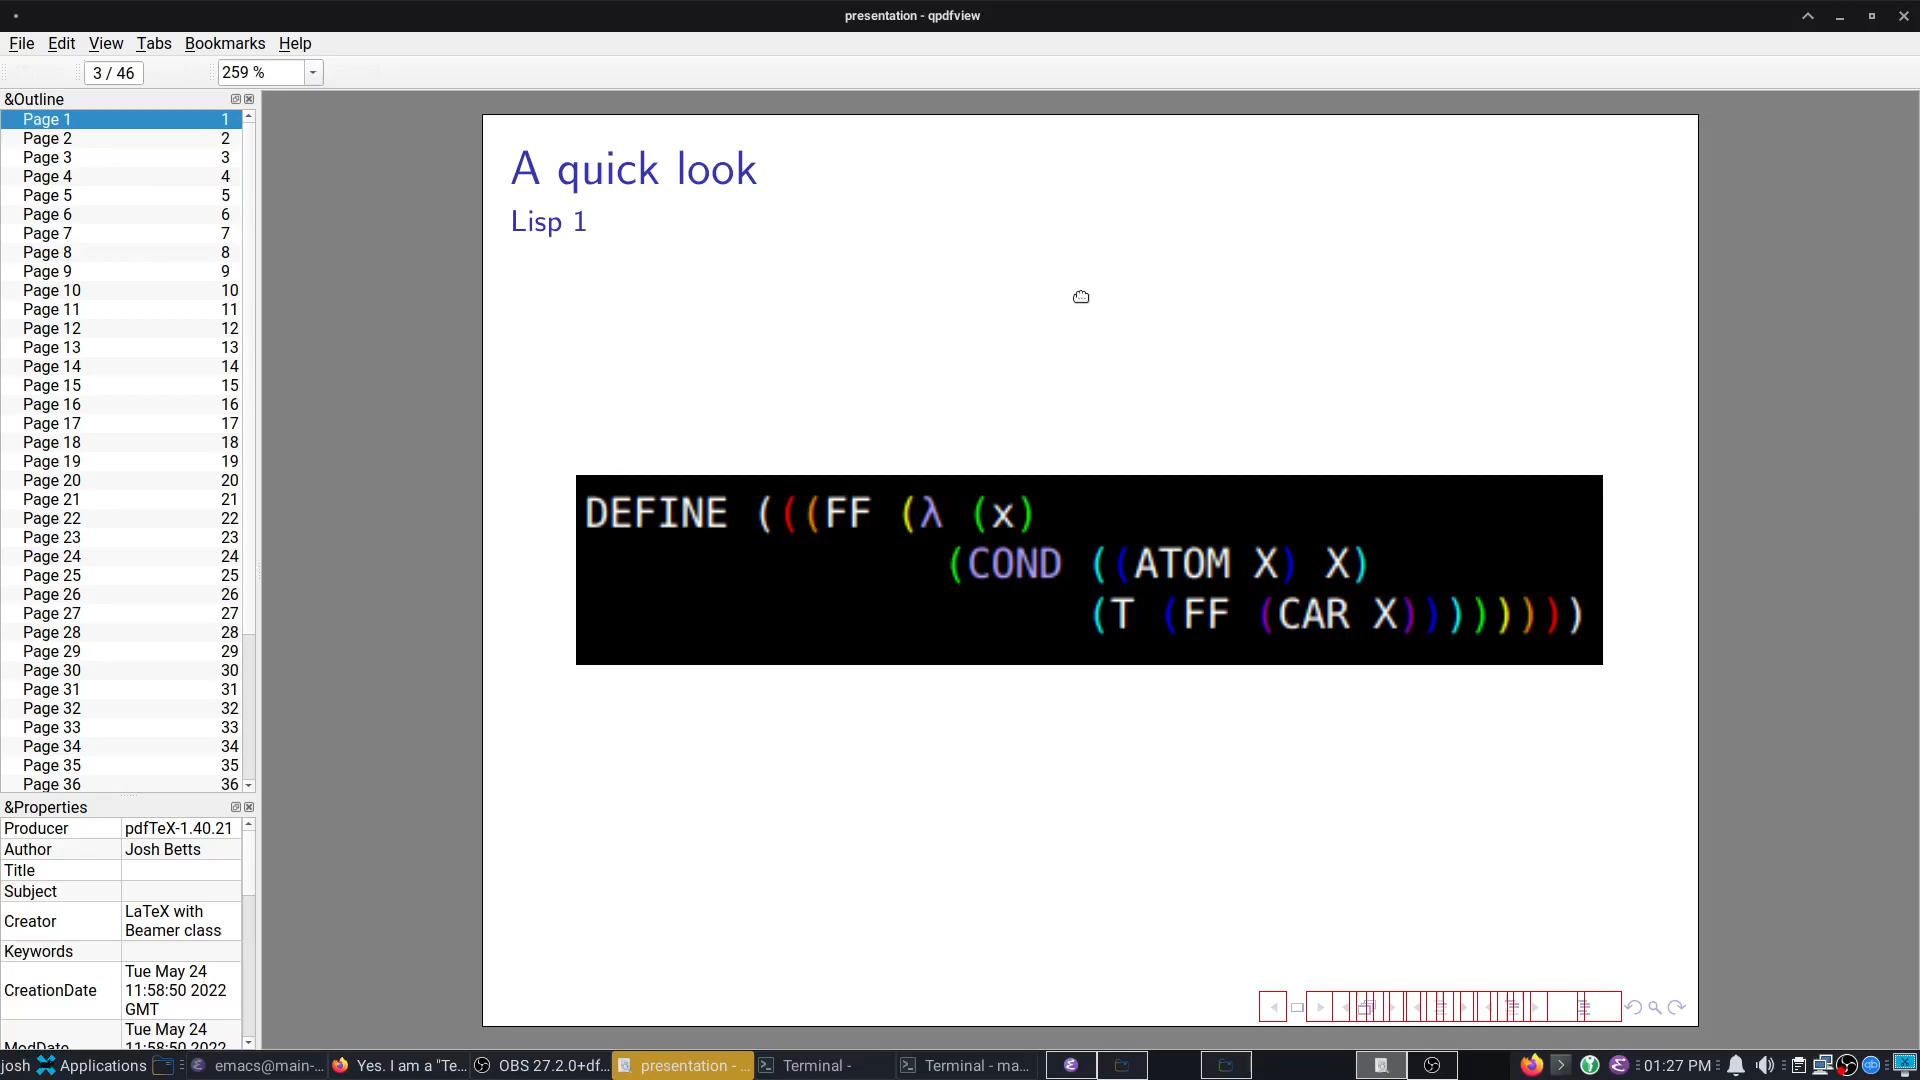 presentation - qpdfview
File Edit View Tabs Bookmarks Help
3 / 46 259 %
&Outline
Page 1 1
Page 2 2
Page 3 3
Page 4 4
Page 5 5
Page 6 6
Page 7 7
Page 8 8
Page 9 9
Page 10 10
Page 11 11
Page 12 12
Page 13 13
Page 14 14
Page 15 15
Page 16 16
Page 17 17
Page 18 18
Page 19 19
Page 20 20
Page 21 21
Page 22 22
Page 23 23
Page 24 24
Page 25 25
Page 26 26
Page 27 27
Page 28 28
Page 29 29
Page 30 30
Page 31 31
Page 32 32
Page 33 33
Page 34 34
Page 35 35
Page 36 36
&Properties
Producer pdfTeX-1.40.21
Author Josh Betts
Title
Subject
Creator LaTeX with
Beamer class
Keywords
CreationDate Tue May 24
11:58:50 2022
GMT
ModDate Tue May 24
11:58:50 2022
A quick look
Lisp 1
DEFINE (((FF (λ (x)
(COND ((ATOM X) X)
(T (FF (CAR X))))))))
josh Applications emacs@main-... Yes. I am a "Te... OBS 27.2.0+df... presentation - ... Terminal - Terminal - ma... 01:27 PM